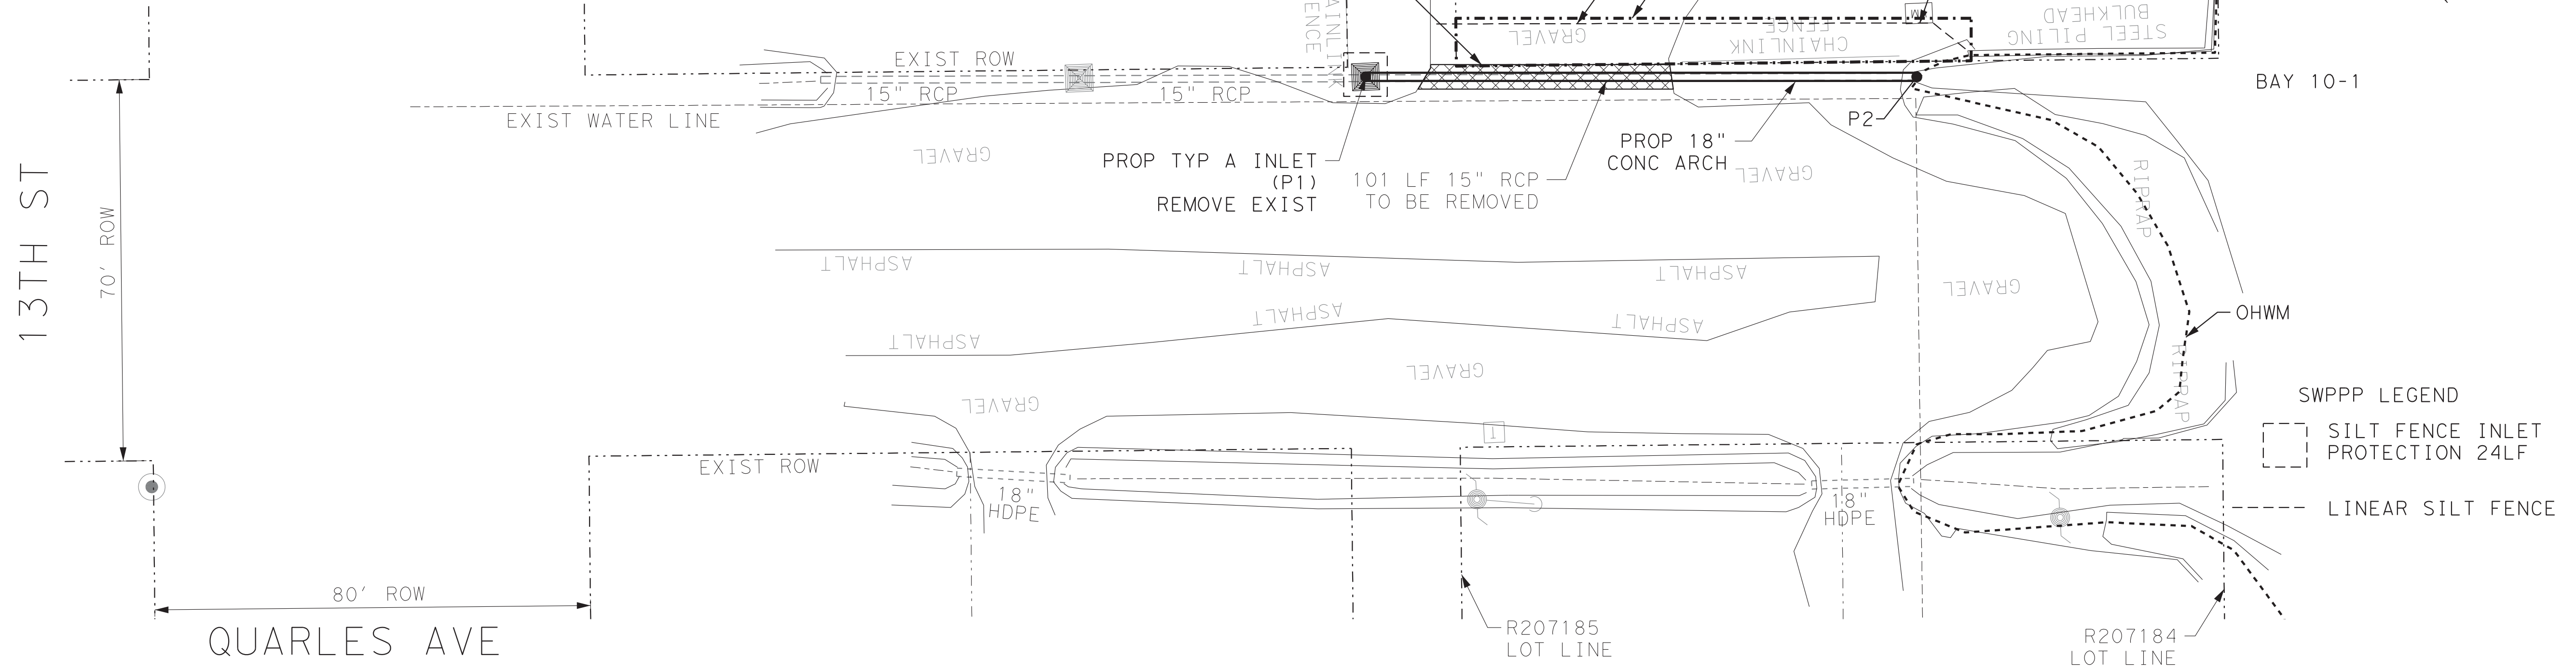 STEEL PILING
BULKHEAD
CHAINLINK
FENCE
GRAVEL
AINLINK
ENCE
EXIST ROW
15" RCP
15" RCP
EXIST WATER LINE
BAY 10-1
P2
PROP 18"
CONC ARCH
PROP TYP A INLET
(P1)
REMOVE EXIST
101 LF 15" RCP
TO BE REMOVED
GRAVEL
GRAVEL
13TH ST
70' ROW
RIPRAP
ASPHALT
ASPHALT
ASPHALT
GRAVEL
OHWM
ASPHALT
ASPHALT
ASPHALT
RIPRAP
GRAVEL
GRAVEL
SWPPP LEGEND
SILT FENCE INLET
PROTECTION 24LF
LINEAR SILT FENCE
T
EXIST ROW
18"
HDPE
18"
HDPE
80' ROW
QUARLES AVE
R207185
LOT LINE
R207184
LOT LINE